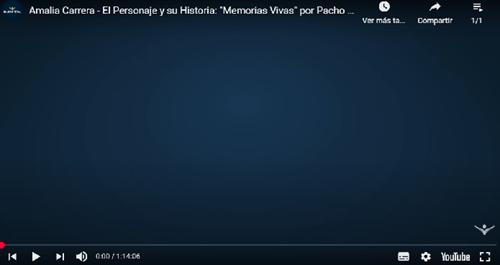 Amalia Carrera - El Personaje y su Historia: "Memorias Vivas" por Pacho ...
Ver más ta...
Compartir
1/1
0:00 / 1:14:06
YouTube